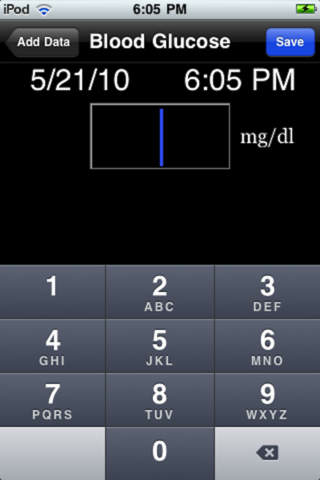 iPod 6:05 PM
Add Data Blood Glucose Save
5/21/10 6:05 PM
mg/dl
1 2 3
ABC DEF
4 5 6
GHI JKL MNO
7 8 9
PQRS TUV WXYZ
0